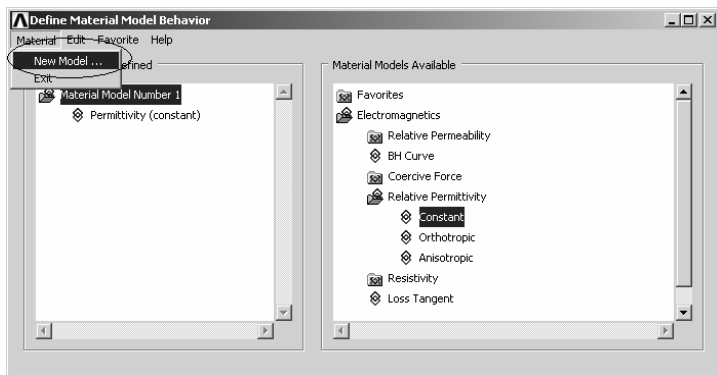 Define Material Model Behavior
Material Edit Favorite Help
New Model ...
Exit
Material Models Available
Material Model Number 1
Permittivity (constant)
Favorites
Electromagnetics
Relative Permeability
BH Curve
Coercive Force
Relative Permittivity
Constant
Orthotropic
Anisotropic
Resistivity
Loss Tangent